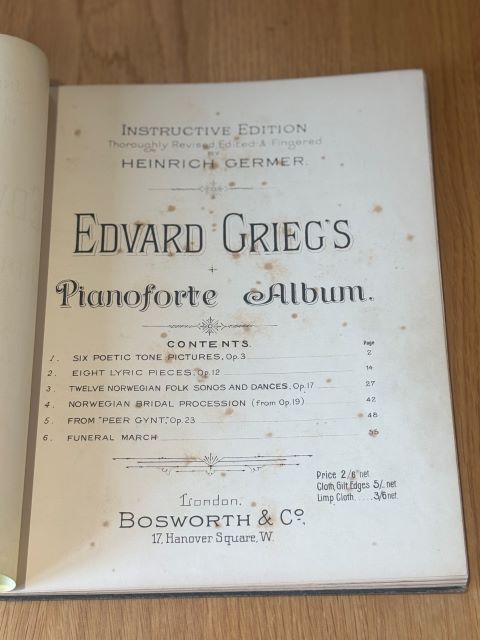 INSTRUCTIVE EDITION
Thoroughly Revised Edited & Fingered
BY
HEINRICH GERMER.
EDVARD GRIEG'S
Pianoforte Album.
CONTENTS.
Page
1. SIX POETIC TONE PICTURES, Op. 3 2
2. EIGHT LYRIC PIECES, Op. 12 14
3. TWELVE NORWEGIAN FOLK SONGS AND DANCES, Op. 17 27
4. NORWEGIAN BRIDAL PROCESSION (from Op. 19) 42
5. FROM "PEER GYNT", Op. 23 48
6. FUNERAL MARCH 55
Price 2/6 net
Cloth, Gilt Edges 5/- net
Limp Cloth..... 3/6 net
London.
BOSWORTH & Co.,
17, Hanover Square, W.